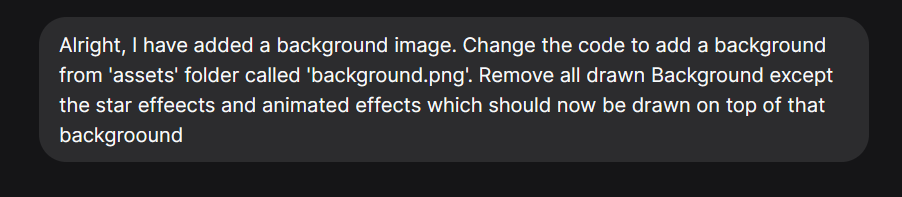 Alright, I have added a background image. Change the code to add a background
from 'assets' folder called 'background.png'. Remove all drawn Background except
the star effeects and animated effects which should now be drawn on top of that
backgroound